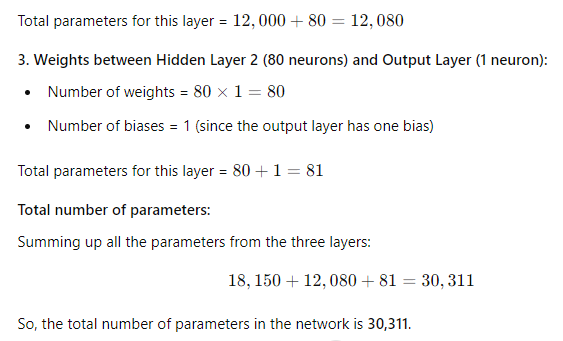 Total parameters for this layer = 12,000 + 80 = 12,080
3. Weights between Hidden Layer 2 (80 neurons) and Output Layer (1 neuron):
• Number of weights = 80 × 1 = 80
• Number of biases = 1 (since the output layer has one bias)
Total parameters for this layer = 80 + 1 = 81
Total number of parameters:
Summing up all the parameters from the three layers:
18,150 + 12,080 + 81 = 30,311
So, the total number of parameters in the network is 30,311.